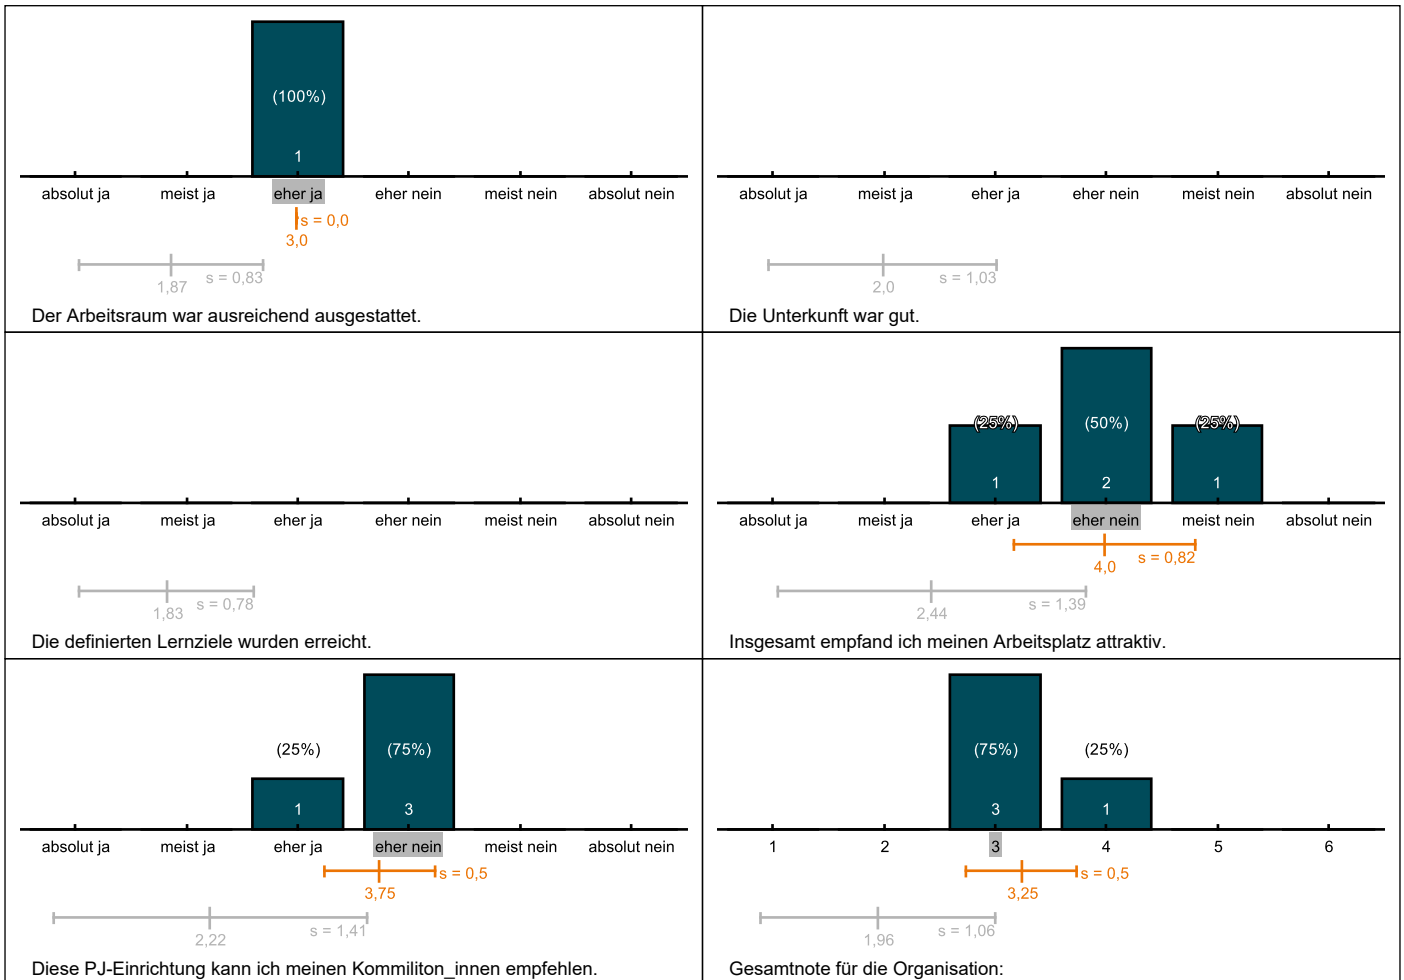 (100%)
1
absolut ja meist ja eher ja eher nein meist nein absolut nein
s = 0,0
3,0
s = 0,83
1,87
Der Arbeitsraum war ausreichend ausgestattet.
absolut ja meist ja eher ja eher nein meist nein absolut nein
s = 1,03
2,0
Die Unterkunft war gut.
absolut ja meist ja eher ja eher nein meist nein absolut nein
s = 0,78
1,83
Die definierten Lernziele wurden erreicht.
(25%) (50%) (25%)
1 2 1
absolut ja meist ja eher ja eher nein meist nein absolut nein
s = 0,82
4,0
s = 1,39
2,44
Insgesamt empfand ich meinen Arbeitsplatz attraktiv.
(25%) (75%)
1 3
absolut ja meist ja eher ja eher nein meist nein absolut nein
s = 0,5
3,75
s = 1,41
2,22
Diese PJ-Einrichtung kann ich meinen Kommiliton_innen empfehlen.
(75%) (25%)
3 1
1 2 3 4 5 6
s = 0,5
3,25
s = 1,06
1,96
Gesamtnote für die Organisation: